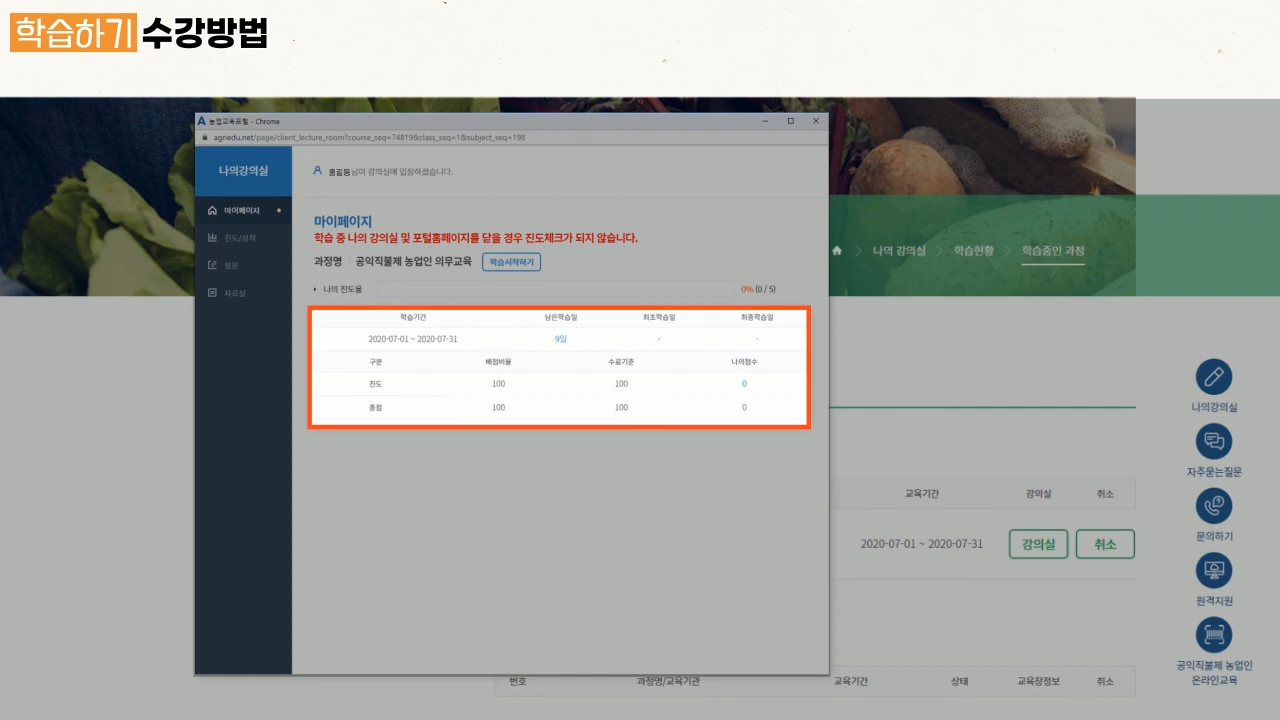 학습하기 수강방법
농업교육포털 - Chrome
agriedu.net/page/client_lecture_room?course_seq=74819&class_seq=1&subject_seq=198
나의강의실
홍길동님이 강의실에 입장하셨습니다.
마이페이지
진도/성적
설문
자료실
마이페이지
학습 중 나의 강의실 및 포털홈페이지를 닫을 경우 진도체크가 되지 않습니다.
과정명 공익직불제 농업인 의무교육 학습시작하기
나의 진도율 0% (0 / 5)
학습기간 남은학습일 최초학습일 최종학습일
2020-07-01 ~ 2020-07-31 9일 - -
구분 배점비율 수료기준 나의점수
진도 100 100 0
총점 100 100 0
나의 강의실 학습현황 학습중인 과정
교육기간 강의실 취소
2020-07-01 ~ 2020-07-31 강의실 취소
번호 과정명/교육기관 교육기간 상태 교육장정보 취소
나의강의실
자주묻는질문
문의하기
원격지원
공익직불제 농업인
온라인교육